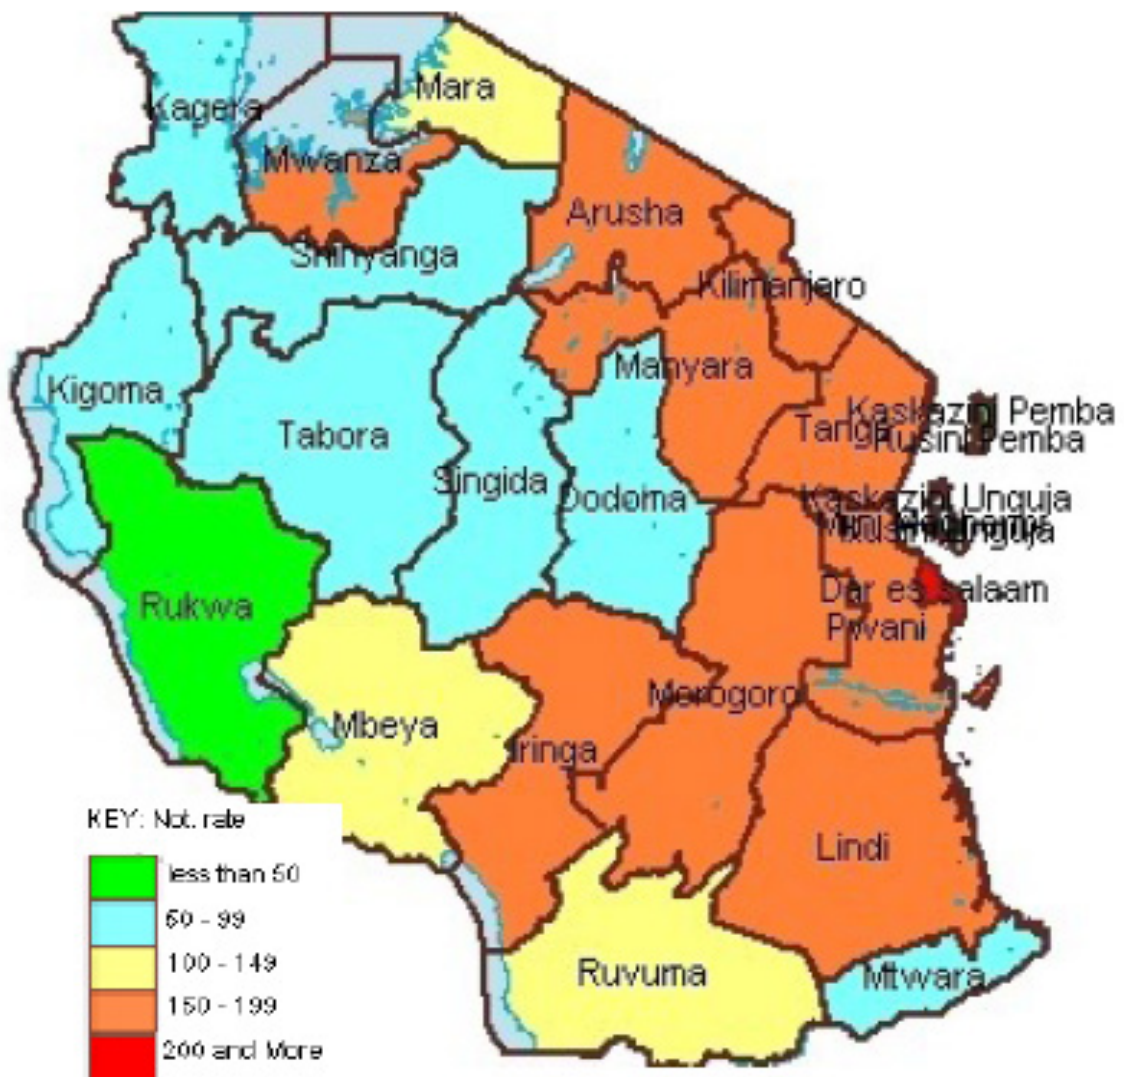 Mara
Kagera
Mwanza
Arusha
Shinyanga
Kilimanjaro
Manyara
Kigoma
Kaskazini Pemba
Tanga
Kusini Pemba
Tabora
Singida
Dodoma
Kaskazini Unguja
Unguja
Dar es salaam
Rukwa
Pwani
Morogoro
Mbeya
Iringa
KEY: Not. rate
Lindi
less than 50
50 - 99
100 - 149
150 - 199
200 and More
Ruvuma
Mtwara